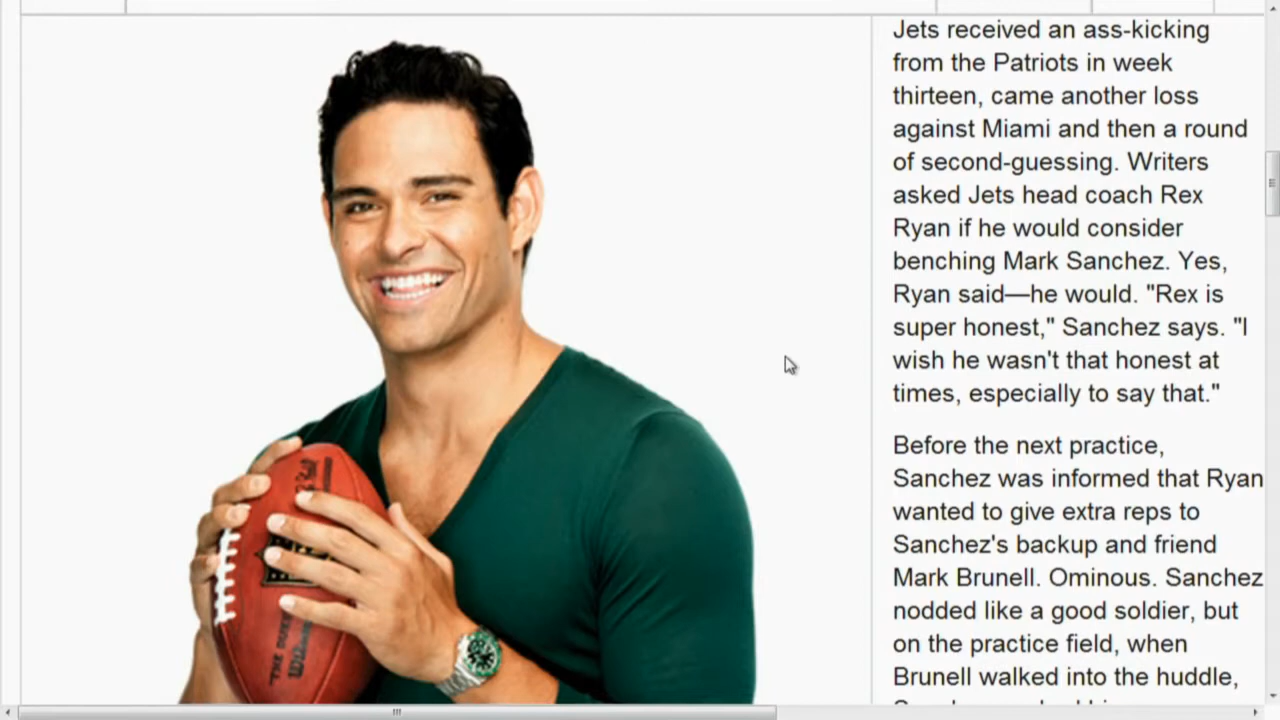 Jets received an ass-kicking
from the Patriots in week
thirteen, came another loss
against Miami and then a round
of second-guessing. Writers
asked Jets head coach Rex
Ryan if he would consider
benching Mark Sanchez. Yes,
Ryan said—he would. "Rex is
super honest," Sanchez says. "I
wish he wasn't that honest at
times, especially to say that."
Before the next practice,
Sanchez was informed that Ryan
wanted to give extra reps to
Sanchez's backup and friend
Mark Brunell. Ominous. Sanchez
nodded like a good soldier, but
on the practice field, when
Brunell walked into the huddle,
THE DUKE
Wilson